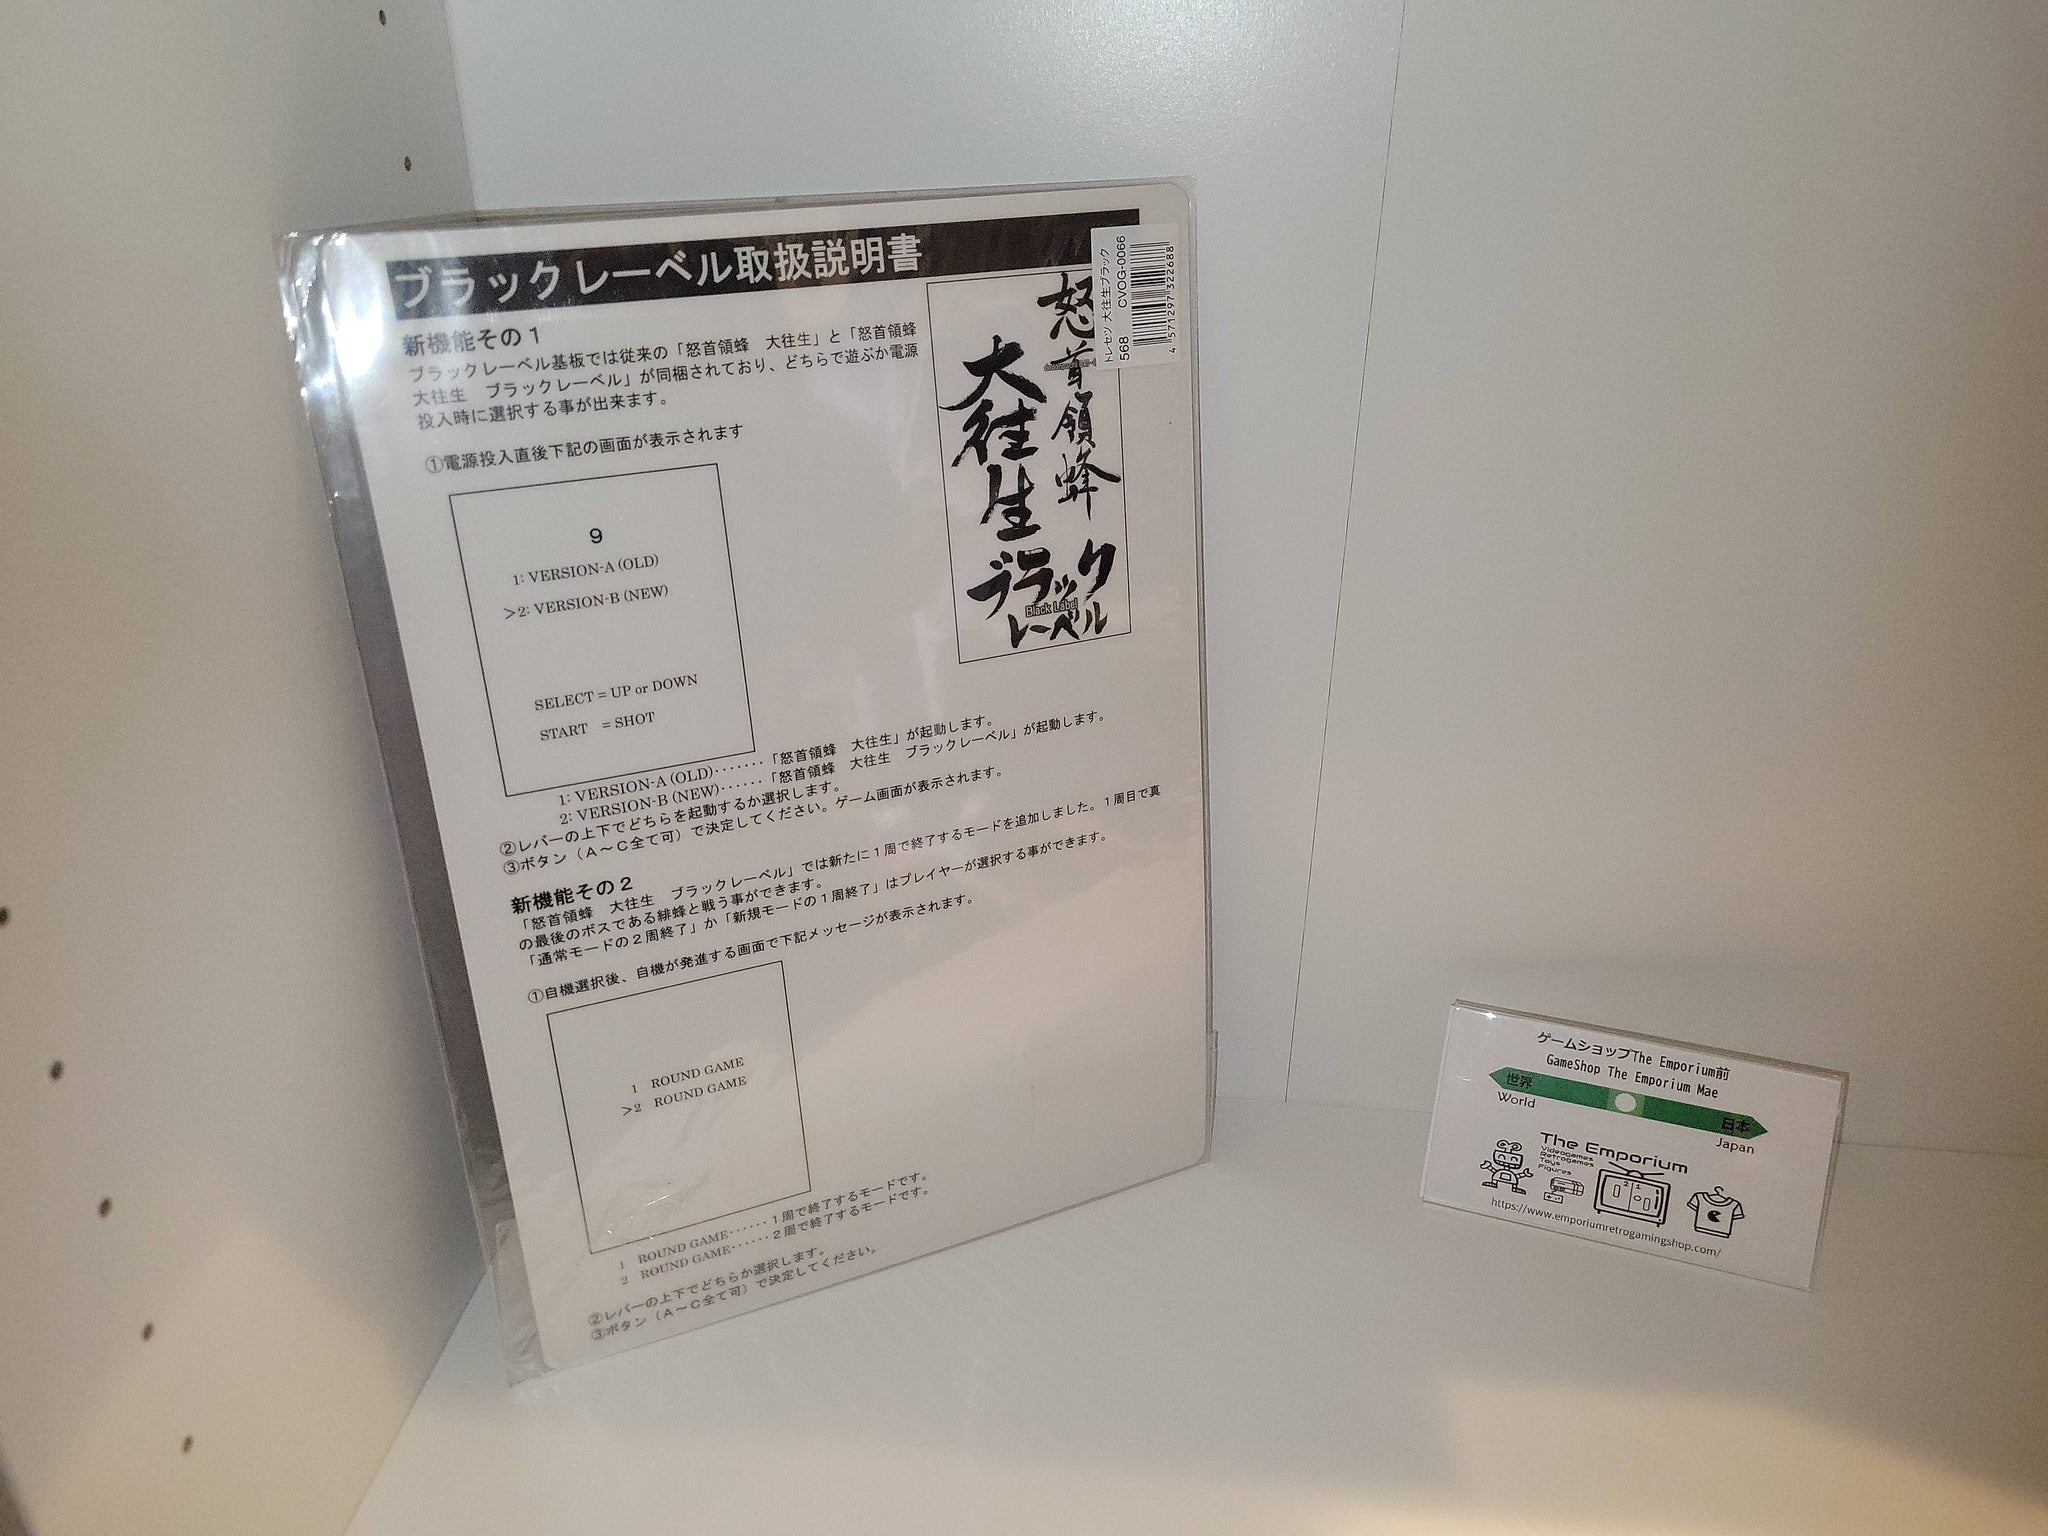 ブラックレーベル取扱説明書
新機能その1
ブラックレーベル基板では従来の「怒首領蜂　大往生」と「怒首領蜂
大往生　ブラックレーベル」が同梱されており、どちらで遊ぶか電源
投入時に選択する事が出来ます。
①電源投入直後下記の画面が表示されます
9
1: VERSION-A (OLD)
>2: VERSION-B (NEW)
SELECT = UP or DOWN
START = SHOT
1: VERSION-A (OLD)‥‥‥‥「怒首領蜂　大往生」が起動します。
2: VERSION-B (NEW)‥‥‥「怒首領蜂　大往生　ブラックレーベル」が起動します。
②レバーの上下でどちらを起動するか選択します。
③ボタン（A～C全て可）で決定してください。ゲーム画面が表示されます。
新機能その2
「怒首領蜂　大往生　ブラックレーベル」では新たに1周で終了するモードを追加しました。1周目で真
の最後のボスである緋蜂と戦う事ができます。
「通常モードの2周終了」か「新規モードの1周終了」はプレイヤーが選択する事ができます。
①自機選択後、自機が発進する画面で下記メッセージが表示されます。
1 ROUND GAME
>2 ROUND GAME
1 ROUND GAME‥‥‥1周で終了するモードです。
2 ROUND GAME‥‥‥2周で終了するモードです。
②レバーの上下でどちらか選択します。
③ボタン（A～C全て可）で決定してください。
怒首領蜂
大往生
ブラック
Black Label
レーベル
トレセツ 大往生ブラック
568 CVOG-0066
4 571297 322688
ゲームショップThe Emporium前
GameShop The Emporium Mae
世界
World
日本
Japan
The Emporium
Videogames
Retrogames
Toys
Figures
https://www.emporiumretrogamingshop.com/